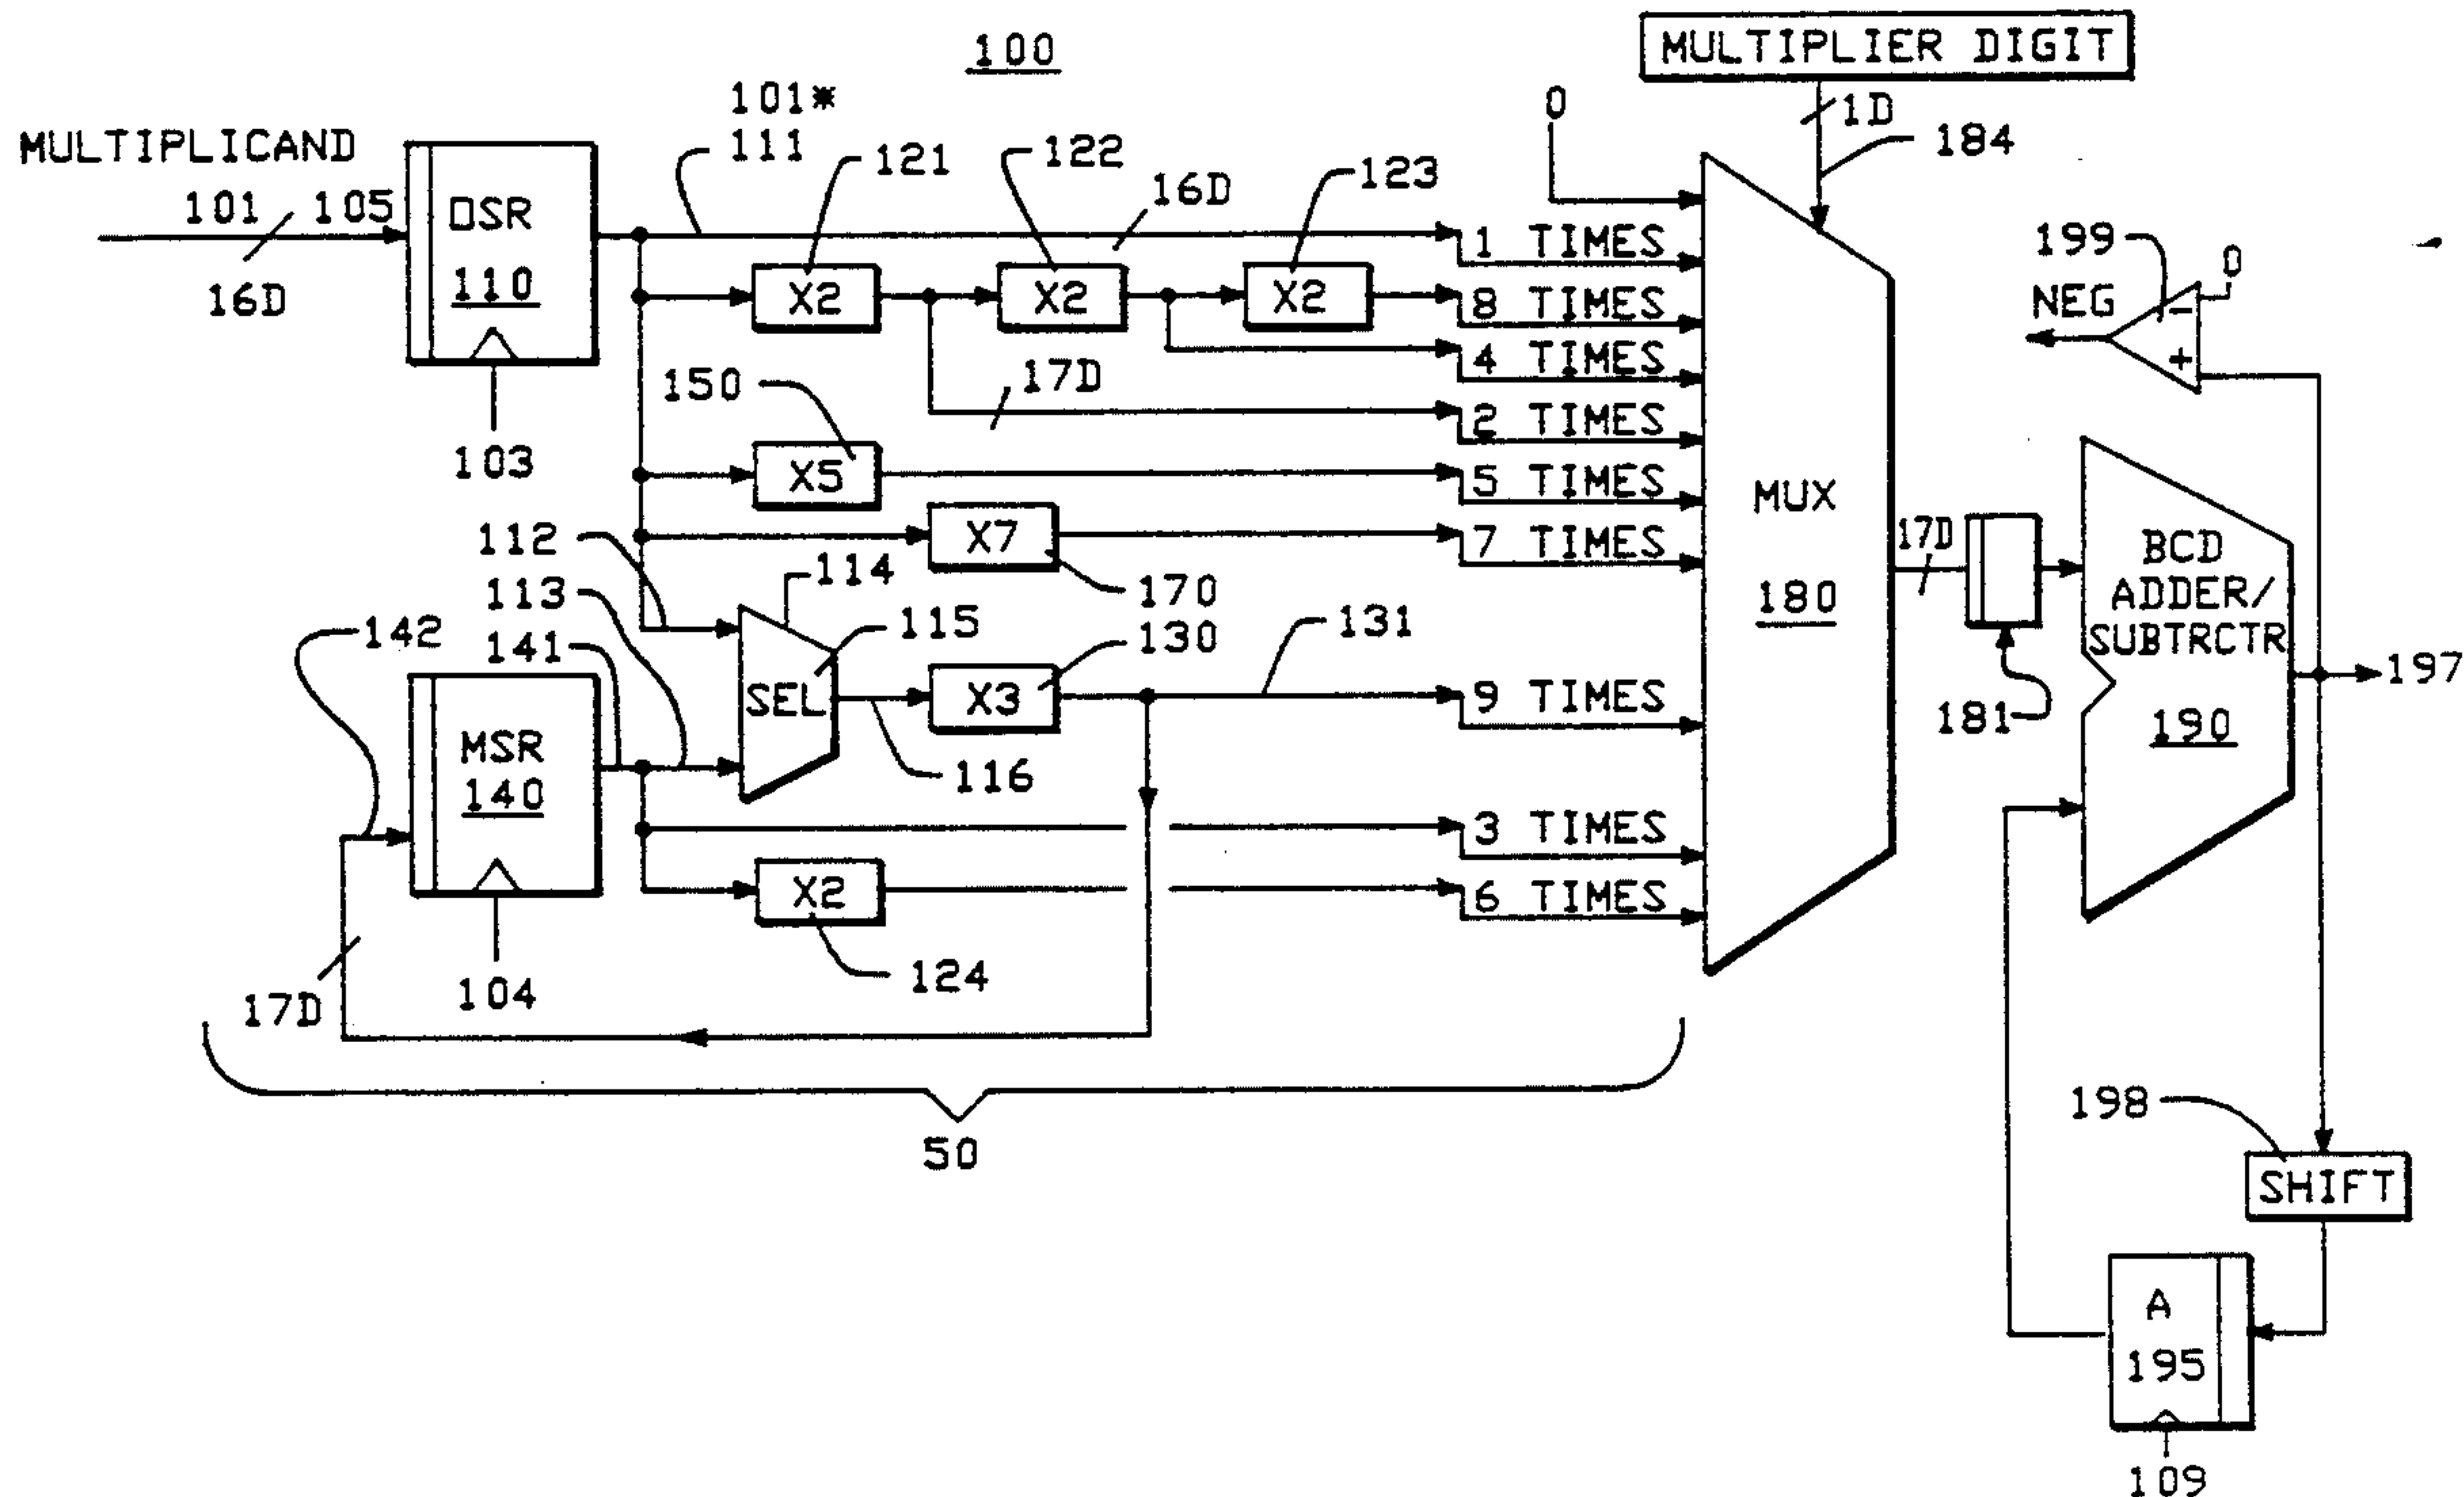 100
MULTIPLIER DIGIT
1D
184
0
MULTIPLICAND
101*
111
121
122
16D
123
101
105
16D
DSR
110
103
X2
X2
X2
1 TIMES
8 TIMES
4 TIMES
17D
2 TIMES
150
X5
5 TIMES
X7
7 TIMES
170
112
113
114
115
130
131
142
141
SEL
X3
9 TIMES
116
MSR
140
104
17D
3 TIMES
X2
6 TIMES
124
50
MUX
180
17D
181
199
NEG
0
-
+
BCD
ADDER/
SUBTRCTR
190
197
198
SHIFT
A
195
109